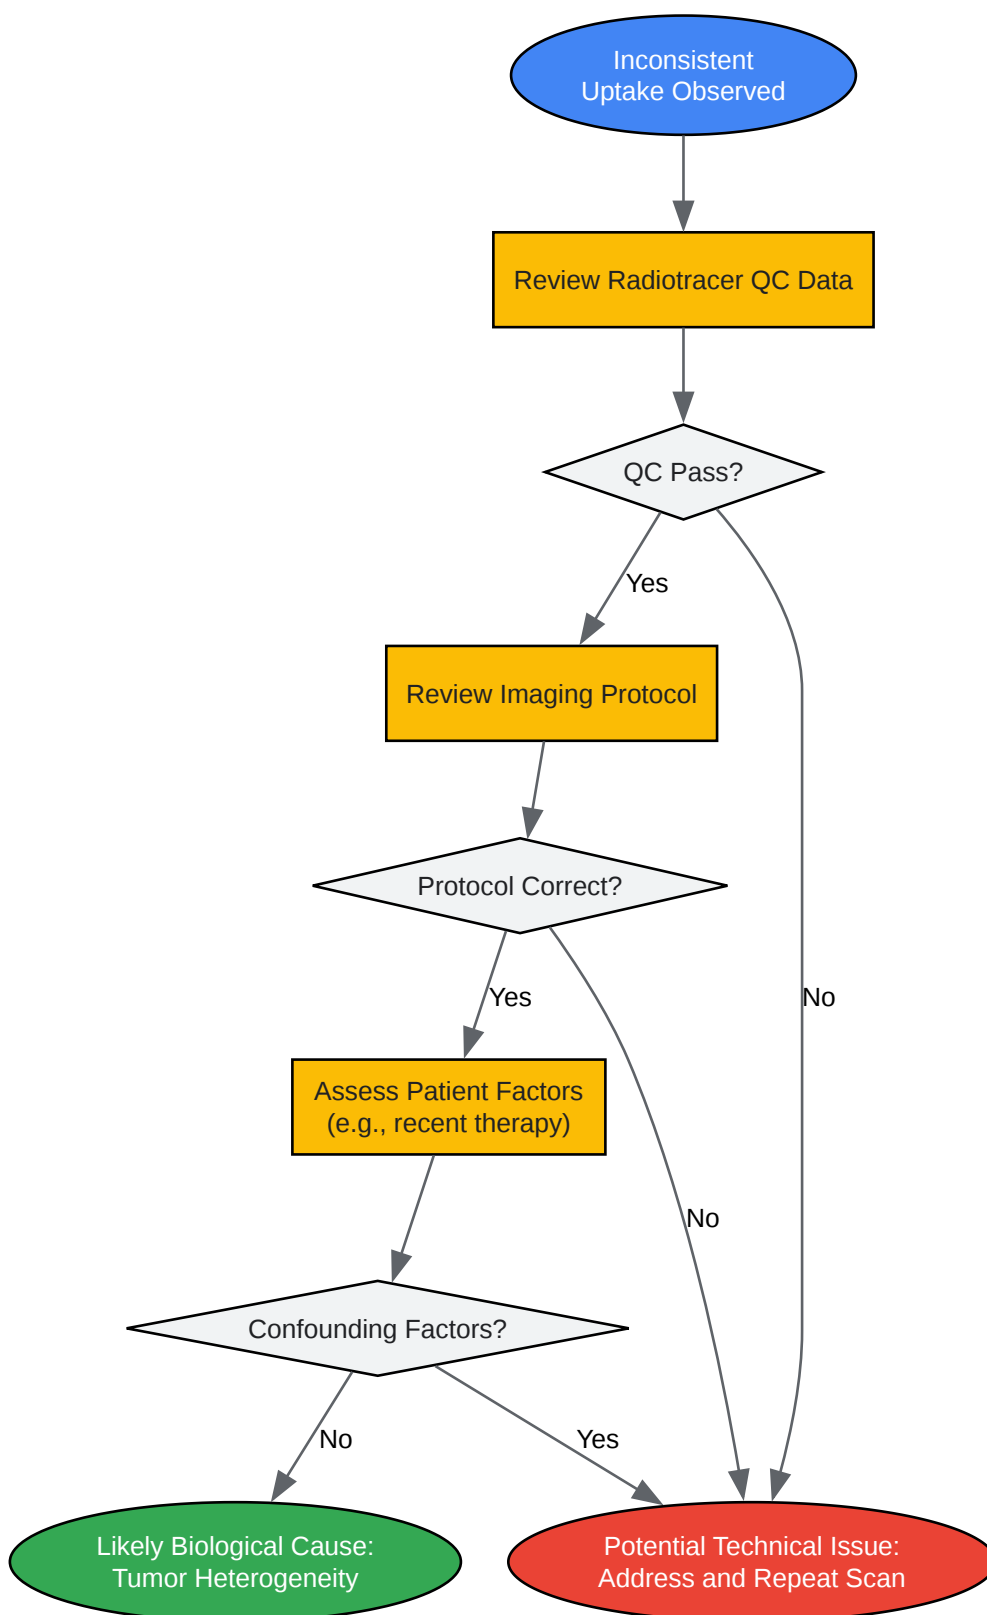 Inconsistent
Uptake Observed
Review Radiotracer QC Data
QC Pass?
Yes
Review Imaging Protocol
Protocol Correct?
Yes
No
Assess Patient Factors
(e.g., recent therapy)
No
Confounding Factors?
No
Yes
Likely Biological Cause:
Tumor Heterogeneity
Potential Technical Issue:
Address and Repeat Scan